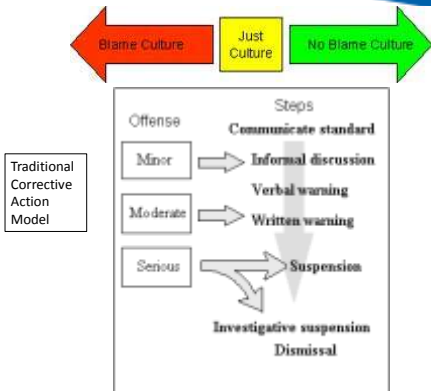 Blame Culture
Just
Culture
No Blame Culture
Traditional
Corrective
Action
Model
Offense
Steps
Communicate standard
Minor
Informal discussion
Verbal warning
Moderate
Written warning
Serious
Suspension
Investigative suspension
Dismissal